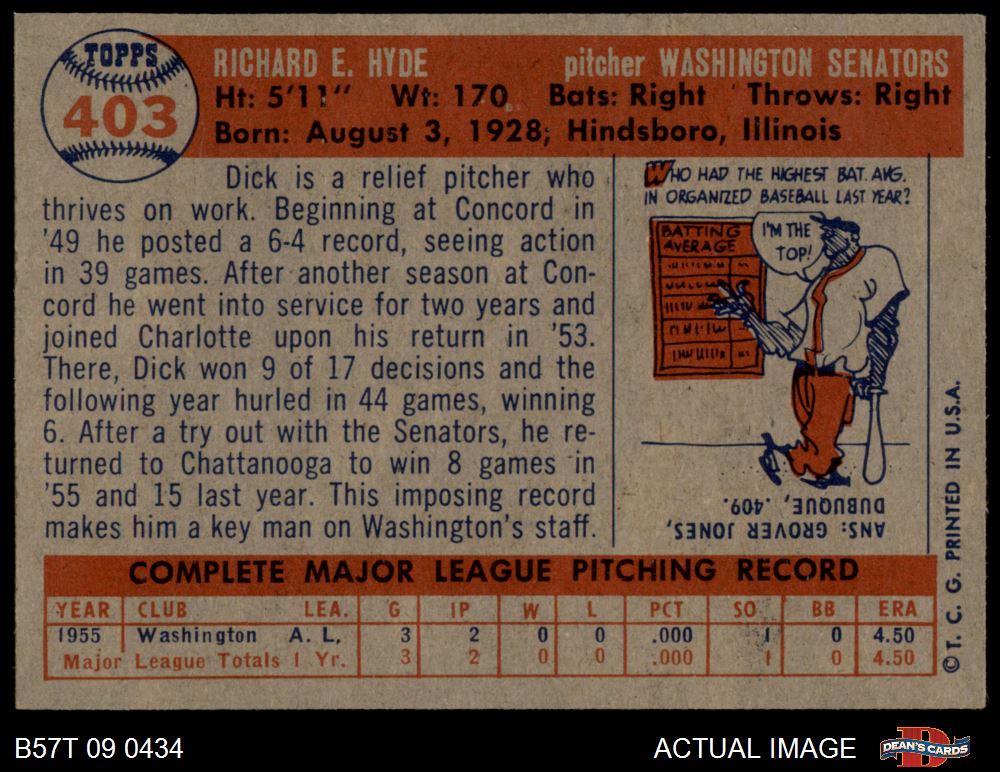 TOPPS
403
RICHARD E. HYDE pitcher WASHINGTON SENATORS
Ht: 5'11" Wt: 170 Bats: Right Throws: Right
Born: August 3, 1928; Hindsboro, Illinois
Dick is a relief pitcher who
thrives on work. Beginning at Concord in
'49 he posted a 6-4 record, seeing action
in 39 games. After another season at Con-
cord he went into service for two years and
joined Charlotte upon his return in '53.
There, Dick won 9 of 17 decisions and the
following year hurled in 44 games, winning
6. After a try out with the Senators, he re-
turned to Chattanooga to win 8 games in
'55 and 15 last year. This imposing record
makes him a key man on Washington's staff.
WHO HAD THE HIGHEST BAT. AVG.
IN ORGANIZED BASEBALL LAST YEAR?
BATTING
AVERAGE
I'M THE
TOP!
ANS: GROVER JONES,
DUBUQUE, .409.
COMPLETE MAJOR LEAGUE PITCHING RECORD
YEAR CLUB LEA. G IP W L PCT SO BB ERA
1955 Washington A. L. 3 2 0 0 .000 1 0 4.50
Major League Totals 1 Yr. 3 2 0 0 .000 1 0 4.50
© T. C. G. PRINTED IN U.S.A.
B57T 09 0434 ACTUAL IMAGE
DEAN'S CARDS